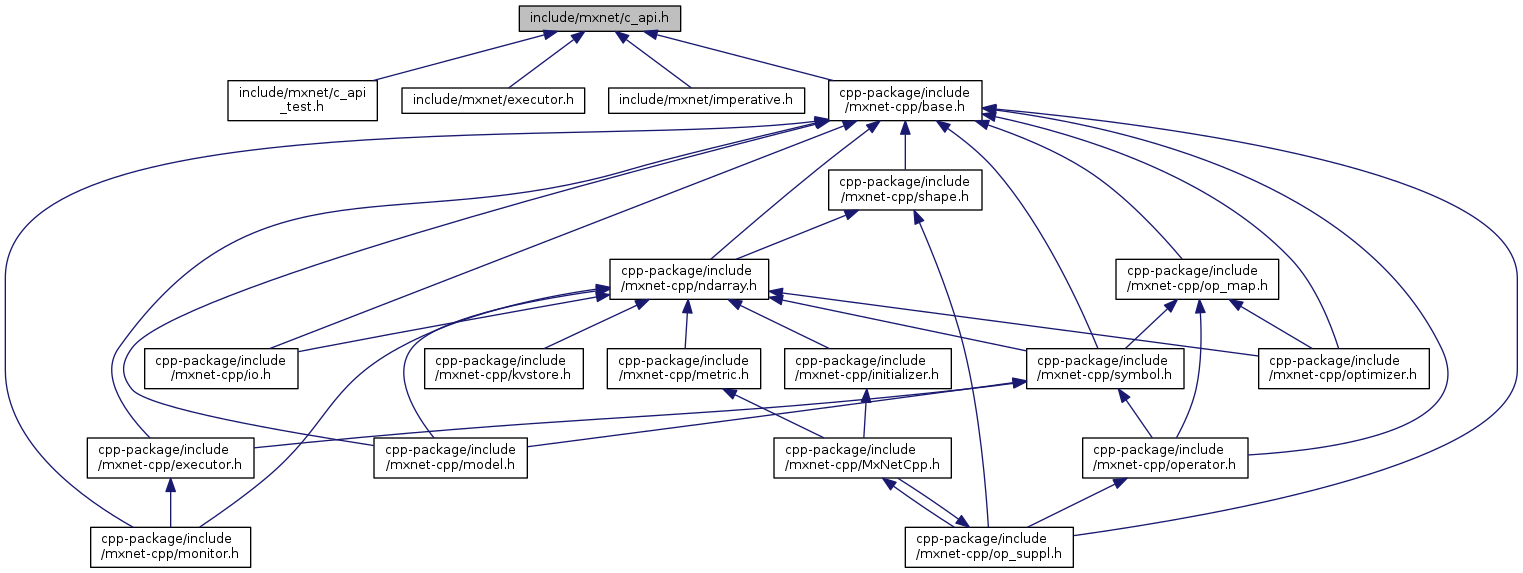 include/mxnet/c_api.h
include/mxnet/c_api
_test.h
include/mxnet/executor.h
include/mxnet/imperative.h
cpp-package/include
/mxnet-cpp/base.h
cpp-package/include
/mxnet-cpp/shape.h
cpp-package/include
/mxnet-cpp/ndarray.h
cpp-package/include
/mxnet-cpp/op_map.h
cpp-package/include
/mxnet-cpp/io.h
cpp-package/include
/mxnet-cpp/kvstore.h
cpp-package/include
/mxnet-cpp/metric.h
cpp-package/include
/mxnet-cpp/initializer.h
cpp-package/include
/mxnet-cpp/symbol.h
cpp-package/include
/mxnet-cpp/optimizer.h
cpp-package/include
/mxnet-cpp/executor.h
cpp-package/include
/mxnet-cpp/model.h
cpp-package/include
/mxnet-cpp/MxNetCpp.h
cpp-package/include
/mxnet-cpp/operator.h
cpp-package/include
/mxnet-cpp/monitor.h
cpp-package/include
/mxnet-cpp/op_suppl.h